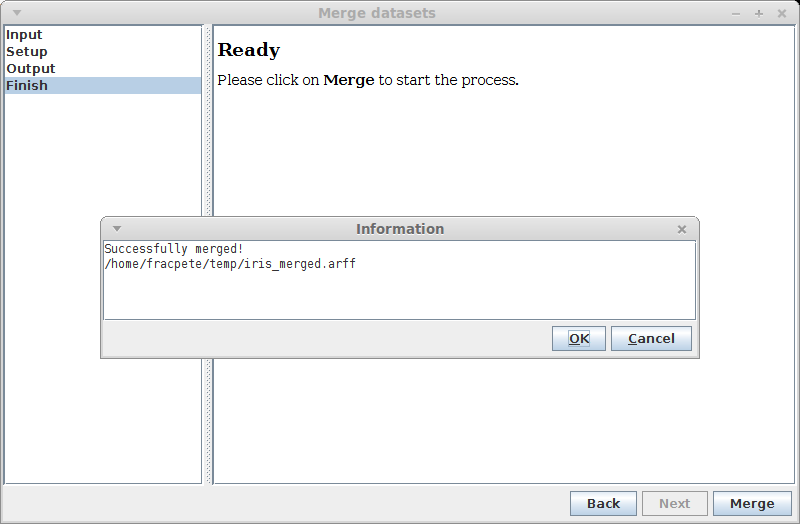 Merge datasets
Input
Setup
Output
Finish
Ready
Please click on Merge to start the process.
Information
Successfully merged!
/home/fracpete/temp/iris_merged.arff
OK
Cancel
Back
Next
Merge